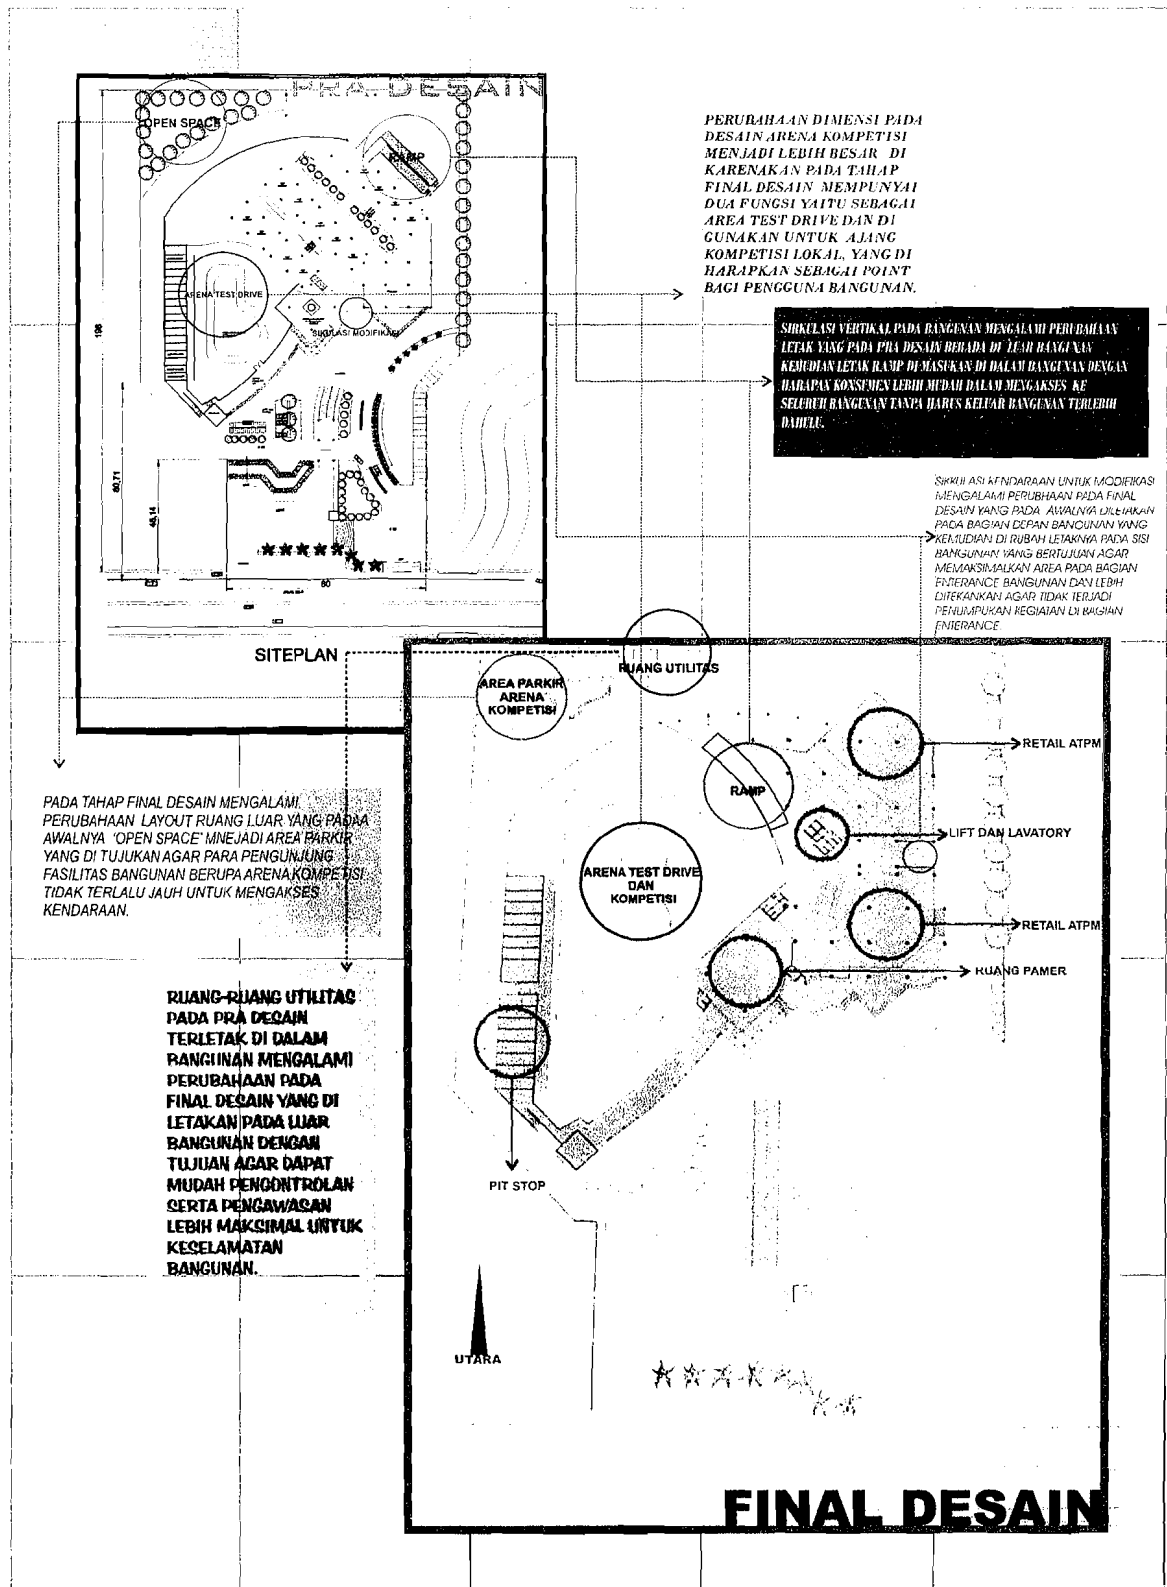 PRA DESAIN
OPEN SPACE
RAMP
ARENA TEST DRIVE
SIKULASI MODIFIKASI
198
80,71
48,14
60
SITEPLAN
PERUBAHAAN DIMENSI PADA
DESAIN ARENA KOMPETISI
MENJADI LEBIH BESAR DI
KARENAKAN PADA TAHAP
FINAL DESAIN MEMPUNYAI
DUA FUNGSI YAITU SEBAGAI
AREA TEST DRIVE DAN DI
GUNAKAN UNTUK AJANG
KOMPETISI LOKAL, YANG DI
HARAPKAN SEBAGAI POINT
BAGI PENGGUNA BANGUNAN.
SIRKULASI VERTIKAL PADA BANGUNAN MENGALAMI PERUBAHAAN
LETAK YANG PADA PRA DESAIN BERADA DI LUAR BANGUNAN
KEMUDIAN LETAK RAMP DI MASUKAN DI DALAM BANGUNAN DENGAN
HARAPAN KONSUMEN LEBIH MUDAH DALAM MENGAKSES KE
SELURUH BANGUNAN TANPA HARUS KELUAR BANGUNAN TERLEBIH
DAHULU.
SIRKULASI KENDARAAN UNTUK MODIFIKASI
MENGALAMI PERUBHAAN PADA FINAL
DESAIN YANG PADA AWALNYA DILETAKAN
PADA BAGIAN DEPAN BANGUNAN YANG
KEMUDIAN DI RUBAH LETAKNYA PADA SISI
BANGUNAN YANG BERTUJUAN AGAR
MEMAKSIMALKAN AREA PADA BAGIAN
ENTERANCE BANGUNAN DAN LEBIH
DITEKANKAN AGAR TIDAK TERJADI
PENUMPUKAN KEGIATAN DI BAGIAN
ENTERANCE.
PADA TAHAP FINAL DESAIN MENGALAMI
PERUBAHAAN LAYOUT RUANG LUAR YANG PADAA
AWALNYA 'OPEN SPACE' MNEJADI AREA PARKIR
YANG DI TUJUKAN AGAR PARA PENGUNJUNG
FASILITAS BANGUNAN BERUPA ARENA KOMPETISI
TIDAK TERLALU JAUH UNTUK MENGAKSES
KENDARAAN.
RUANG-RUANG UTILITAS
PADA PRA DESAIN
TERLETAK DI DALAM
BANGUNAN MENGALAMI
PERUBAHAAN PADA
FINAL DESAIN YANG DI
LETAKAN PADA LUAR
BANGUNAN DENGAN
TUJUAN AGAR DAPAT
MUDAH PENGONTROLAN
SERTA PENGAWASAN
LEBIH MAKSIMAL UNTUK
KESELAMATAN
BANGUNAN.
RUANG UTILITAS
AREA PARKIR
ARENA
KOMPETISI
RETAIL ATPM
RAMP
LIFT DAN LAVATORY
ARENA TEST DRIVE
DAN
KOMPETISI
RETAIL ATPM
RUANG PAMER
PIT STOP
UTARA
FINAL DESAIN